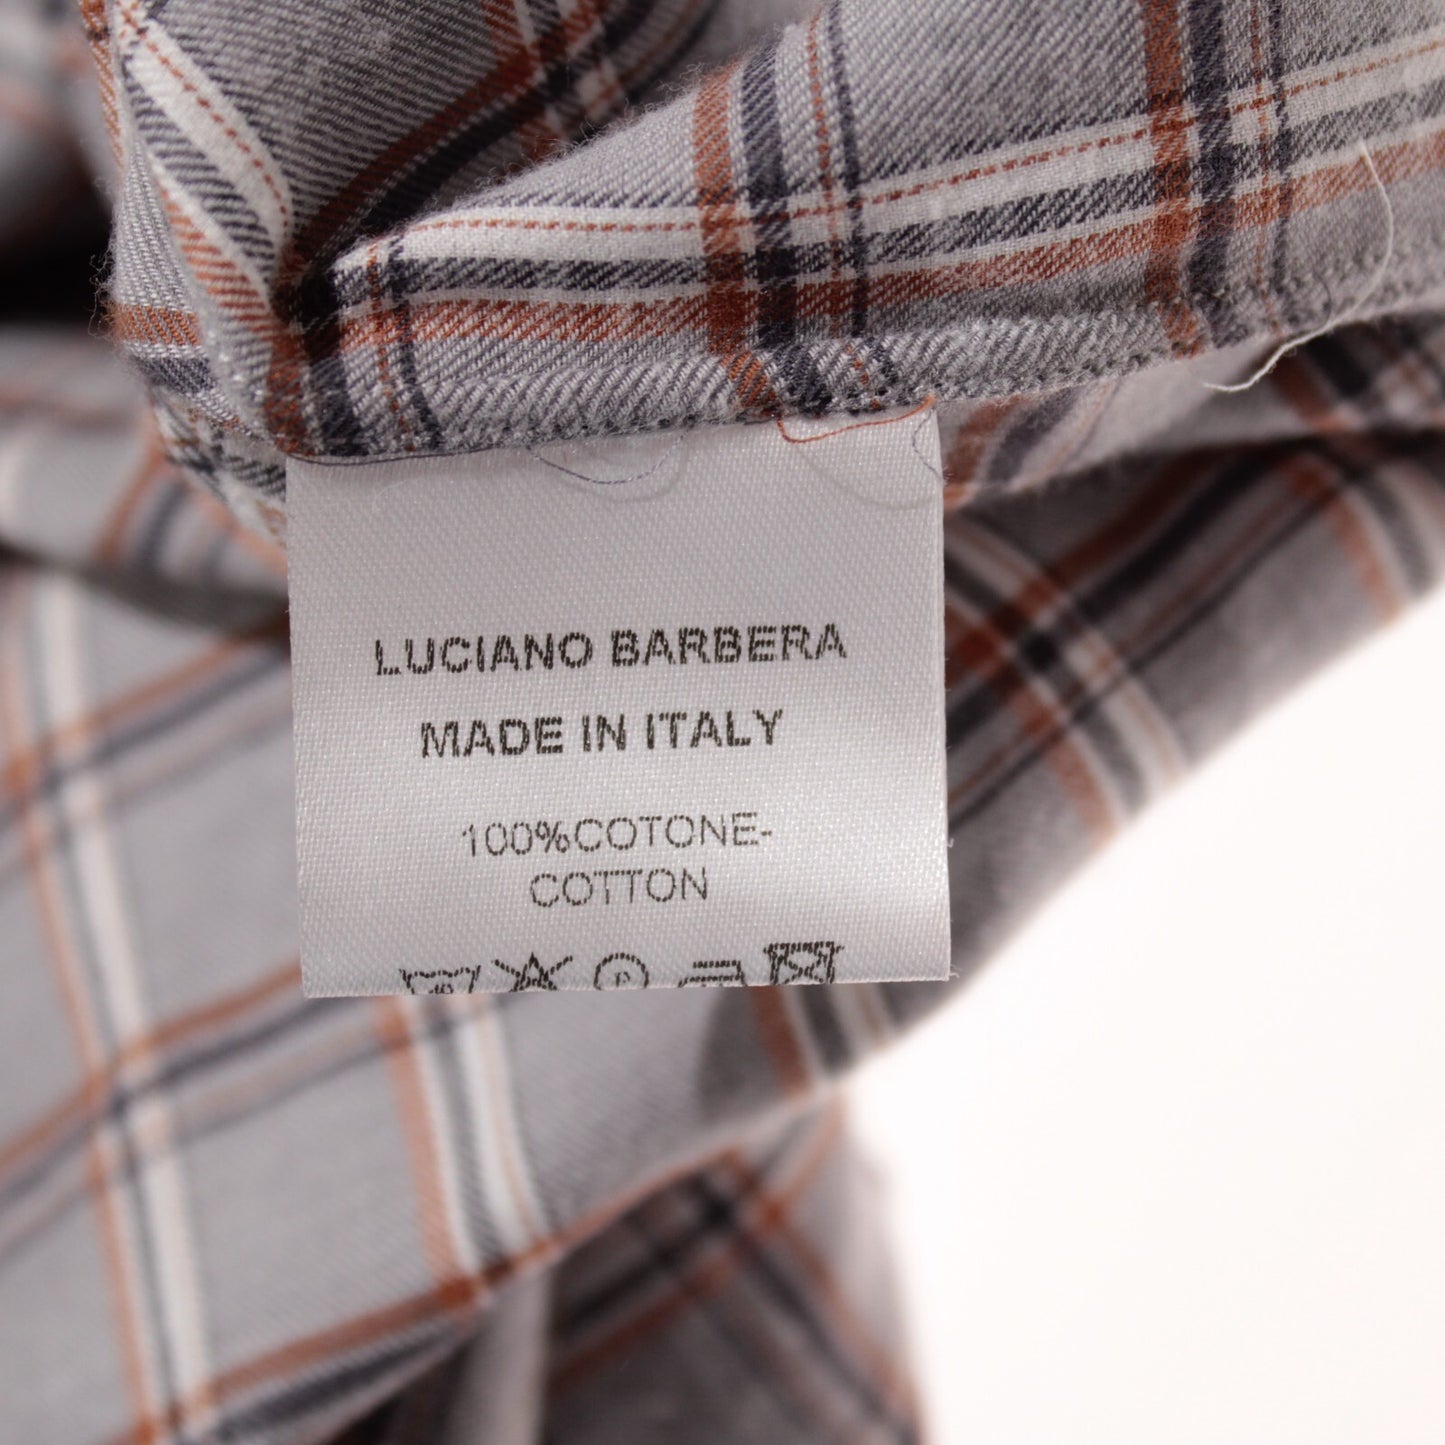 LUCIANO BARBERA
MADE IN ITALY
100%COTONE-
COTTON